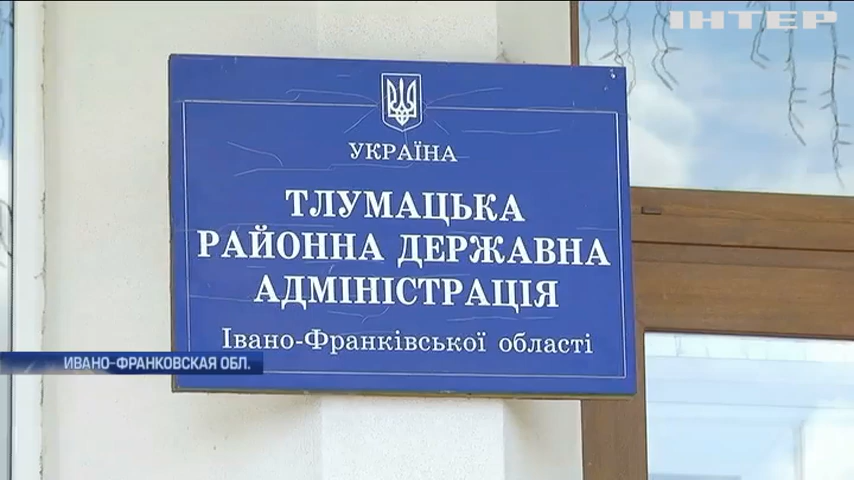 ІНТЕР
УКРАЇНА
ТЛУМАЦЬКА
РАЙОННА ДЕРЖАВНА
АДМІНІСТРАЦІЯ
Івано-Франківської області
ИВАНО-ФРАНКОВСКАЯ ОБЛ.